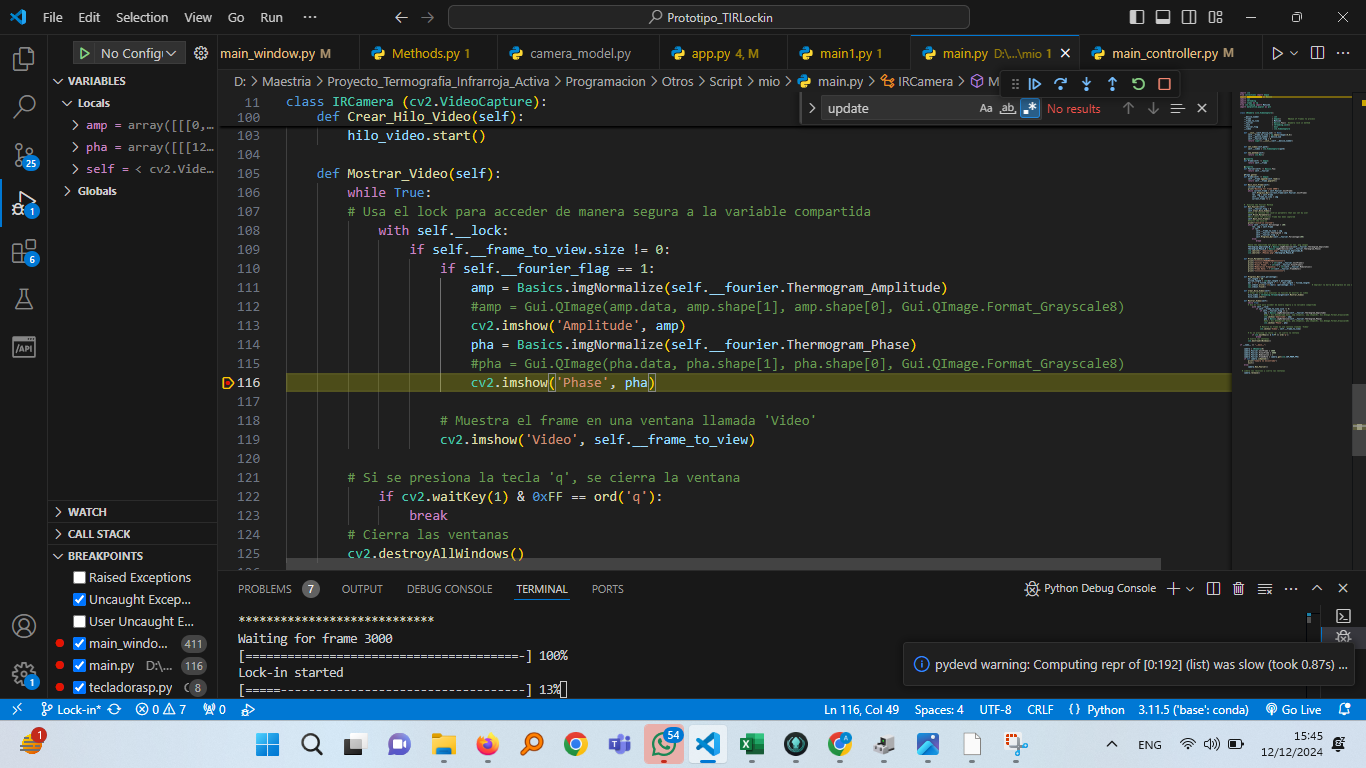 File Edit Selection View Go Run ··· Prototipo_TIRLockin
No Config
main_window.py M Methods.py 1 camera_model.py app.py 4, M main1.py 1 main.py D:\...\mio 1 main_controller.py M
D: > Maestria > Proyecto_Termografia_Infrarroja_Activa > Programacion > Otros > Script > mio > main.py > IRCamera > M
update Aa ab .* No results
VARIABLES
Locals
amp = array([[[0,...
pha = array([[[12...
self = < cv2.Vide...
Globals
WATCH
CALL STACK
BREAKPOINTS
Raised Exceptions
Uncaught Excep...
User Uncaught E...
main_windo... 411
main.py D:\... 116
tecladorasp.py 8
25
1
6
1
11 class IRCamera (cv2.VideoCapture):
100 def Crear_Hilo_Video(self):
103 hilo_video.start()
104
105 def Mostrar_Video(self):
106 while True:
107 # Usa el lock para acceder de manera segura a la variable compartida
108 with self.__lock:
109 if self.__frame_to_view.size != 0:
110 if self.__fourier_flag == 1:
111 amp = Basics.imgNormalize(self.__fourier.Thermogram_Amplitude)
112 #amp = Gui.QImage(amp.data, amp.shape[1], amp.shape[0], Gui.QImage.Format_Grayscale8)
113 cv2.imshow('Amplitude', amp)
114 pha = Basics.imgNormalize(self.__fourier.Thermogram_Phase)
115 #pha = Gui.QImage(pha.data, pha.shape[1], pha.shape[0], Gui.QImage.Format_Grayscale8)
116 cv2.imshow('Phase', pha)
117
118 # Muestra el frame en una ventana llamada 'Video'
119 cv2.imshow('Video', self.__frame_to_view)
120
121 # Si se presiona la tecla 'q', se cierra la ventana
122 if cv2.waitKey(1) & 0xFF == ord('q'):
123 break
124 # Cierra las ventanas
125 cv2.destroyAllWindows()
PROBLEMS 7 OUTPUT DEBUG CONSOLE TERMINAL PORTS Python Debug Console
****************************
Waiting for frame 3000
[========================================-] 100%
Lock-in started
[=====-----------------------------------] 13%
pydevd warning: Computing repr of [0:192] (list) was slow (took 0.87s) ...
Lock-in* 0 7 0 Ln 116, Col 49 Spaces: 4 UTF-8 CRLF {} Python 3.11.5 ('base': conda) Go Live
1 54 ENG 15:45
12/12/2024